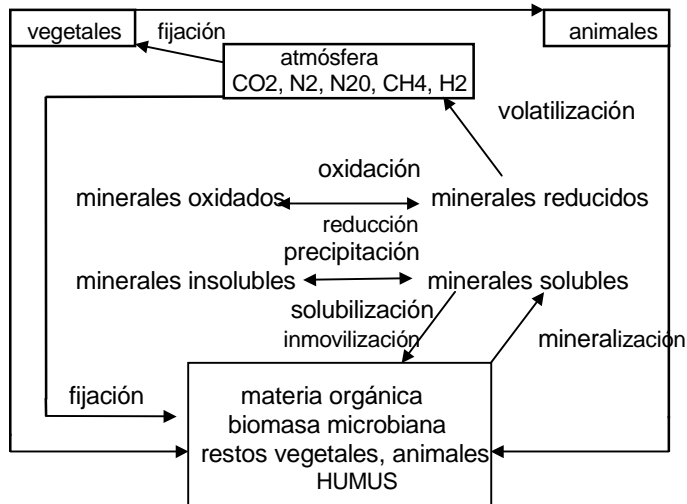 vegetales
fijación
animales
atmósfera
CO2, N2, N20, CH4, H2
volatilización
oxidación
minerales oxidados
minerales reducidos
reducción
precipitación
minerales insolubles
minerales solubles
solubilización
inmovilización
mineralización
fijación
materia orgánica
biomasa microbiana
restos vegetales, animales
HUMUS